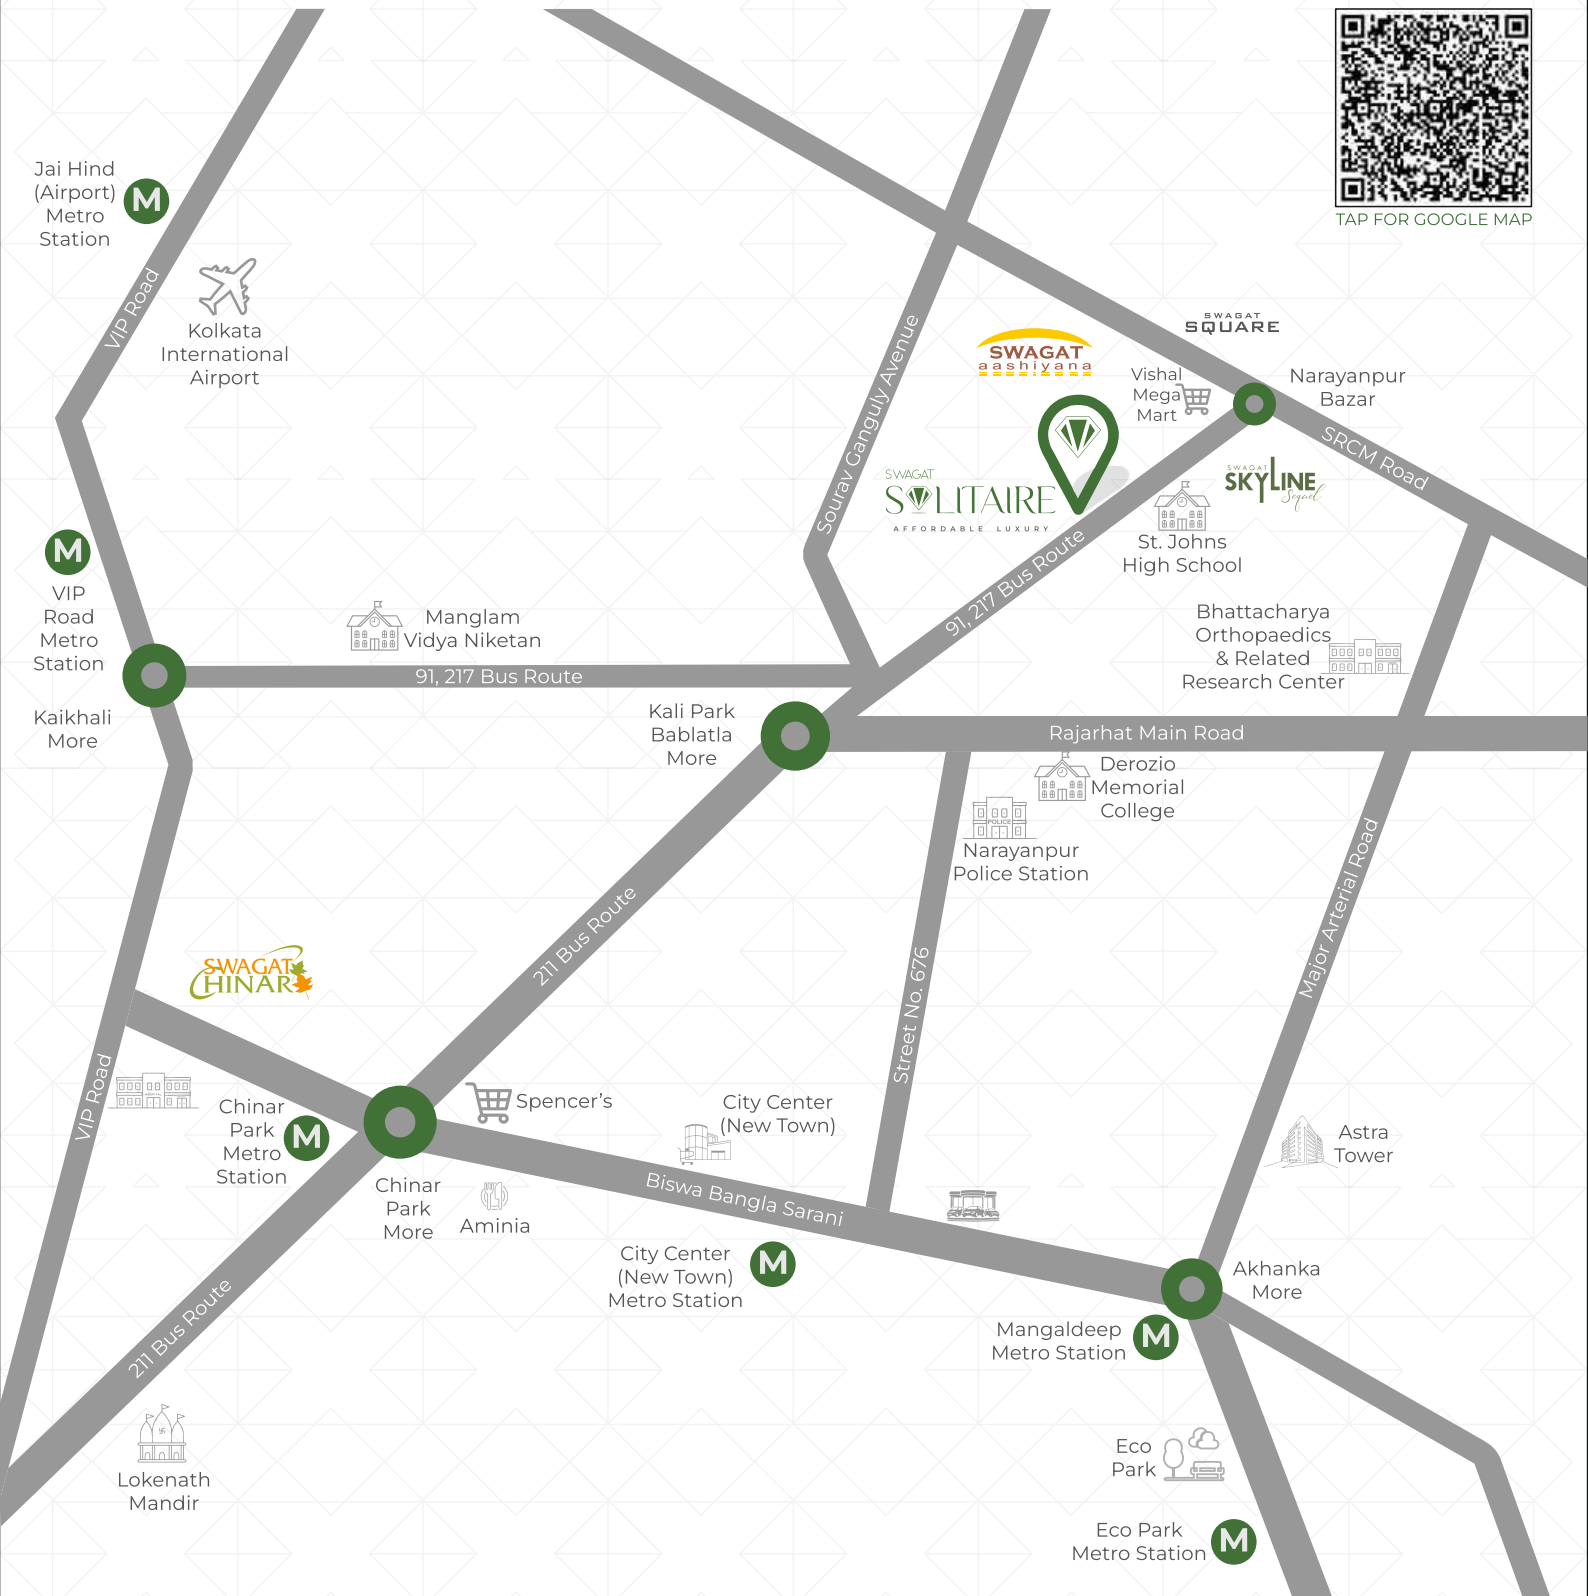 TAP FOR GOOGLE MAP
Jai Hind
(Airport)
Metro
Station
M
VIP Road
Kolkata
International
Airport
Sourav Ganguly Avenue
SWAGAT
SQUARE
SWAGAT
aashiyana
Vishal
Mega
Mart
Narayanpur
Bazar
SRCM Road
SWAGAT
SKYLINE
Sequel
SWAGAT
SOLITAIRE
AFFORDABLE LUXURY
St. Johns
High School
91, 217 Bus Route
M
VIP
Road
Metro
Station
Manglam
Vidya Niketan
91, 217 Bus Route
Bhattacharya
Orthopaedics
& Related
Research Center
Kaikhali
More
Kali Park
Bablatla
More
Rajarhat Main Road
Derozio
Memorial
College
POLICE
Narayanpur
Police Station
211 Bus Route
Street No. 676
Major Arterial Road
SWAGAT
CHINAR
VIP Road
Chinar
Park
Metro
Station
M
Spencer’s
City Center
(New Town)
Astra
Tower
Chinar
Park
More
Aminia
Biswa Bangla Sarani
City Center
(New Town)
Metro Station
M
Akhanka
More
Mangaldeep
Metro Station
M
211 Bus Route
Lokenath
Mandir
Eco
Park
Eco Park
Metro Station
M